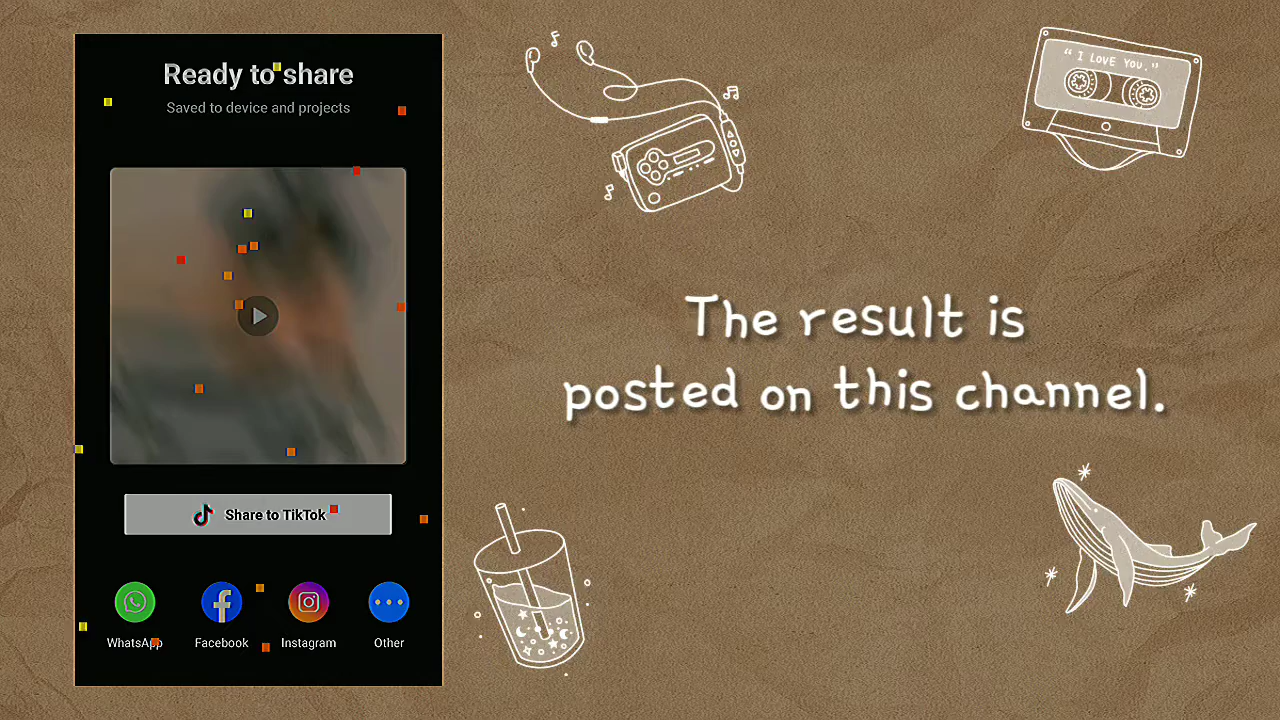 Ready to share
Saved to device and projects
Share to TikTok
WhatsApp
Facebook
Instagram
Other
“ I LOVE YOU. ”
The result is
posted on this channel.